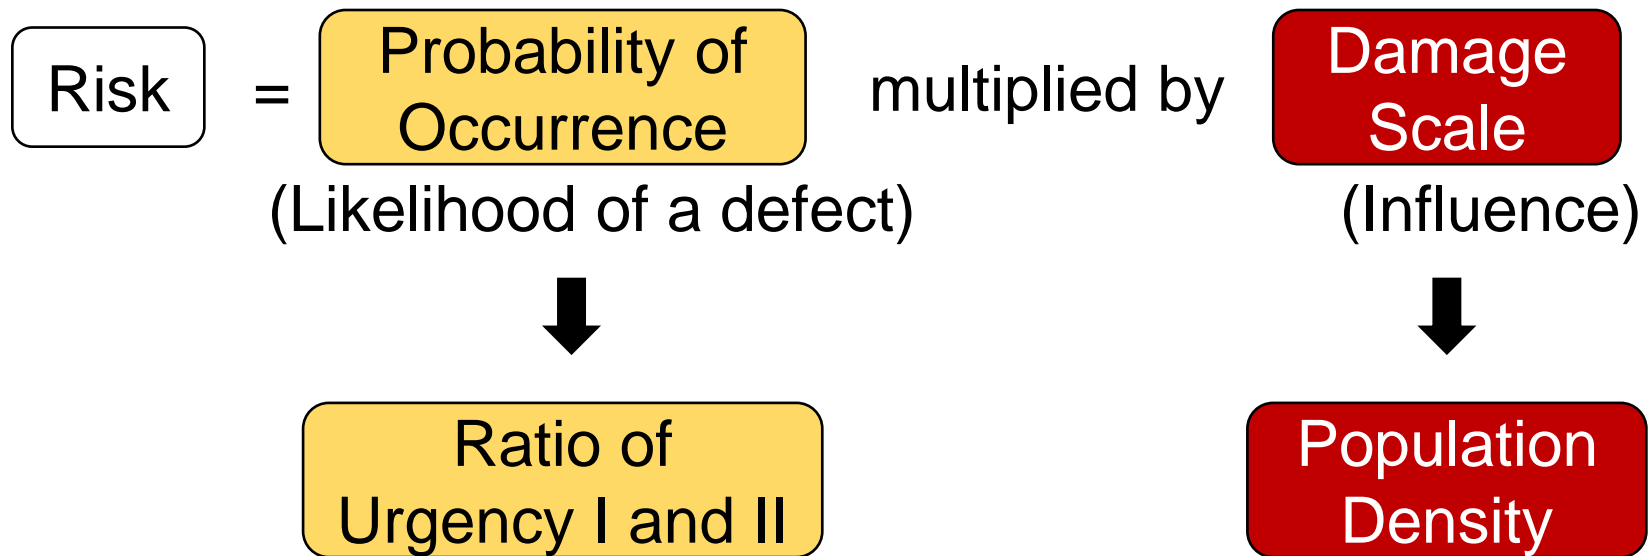 Risk = Probability of Occurrence multiplied by Damage Scale
(Likelihood of a defect) (Influence)
Ratio of Urgency I and II
Population Density